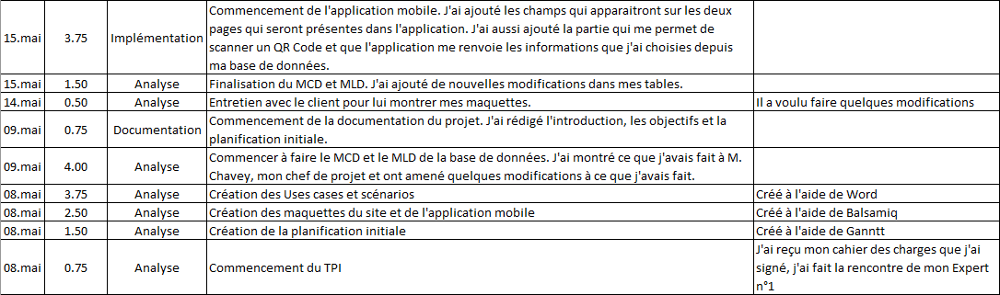 15.mai 3.75 Implémentation Commencement de l'application mobile. J'ai ajouté les champs qui apparaitront sur les deux
pages qui seront présentes dans l'application. J'ai aussi ajouté la partie qui me permet de
scanner un QR Code et que l'application me renvoie les informations que j'ai choisies depuis
ma base de données.
15.mai 1.50 Analyse Finalisation du MCD et MLD. J'ai ajouté de nouvelles modifications dans mes tables.
14.mai 0.50 Analyse Entretien avec le client pour lui montrer mes maquettes. Il a voulu faire quelques modifications
09.mai 0.75 Documentation Commencement de la documentation du projet. J'ai rédigé l'introduction, les objectifs et la
planification initiale.
09.mai 4.00 Analyse Commencer à faire le MCD et le MLD de la base de données. J'ai montré ce que j'avais fait à M.
Chavey, mon chef de projet et ont amené quelques modifications à ce que j'avais fait.
08.mai 3.75 Analyse Création des Uses cases et scénarios Créé à l'aide de Word
08.mai 2.50 Analyse Création des maquettes du site et de l'application mobile Créé à l'aide de Balsamiq
08.mai 1.50 Analyse Création de la planification initiale Créé à l'aide de Ganntt
08.mai 0.75 Analyse Commencement du TPI J'ai reçu mon cahier des charges que j'ai
signé, j'ai fait la rencontre de mon Expert
n°1